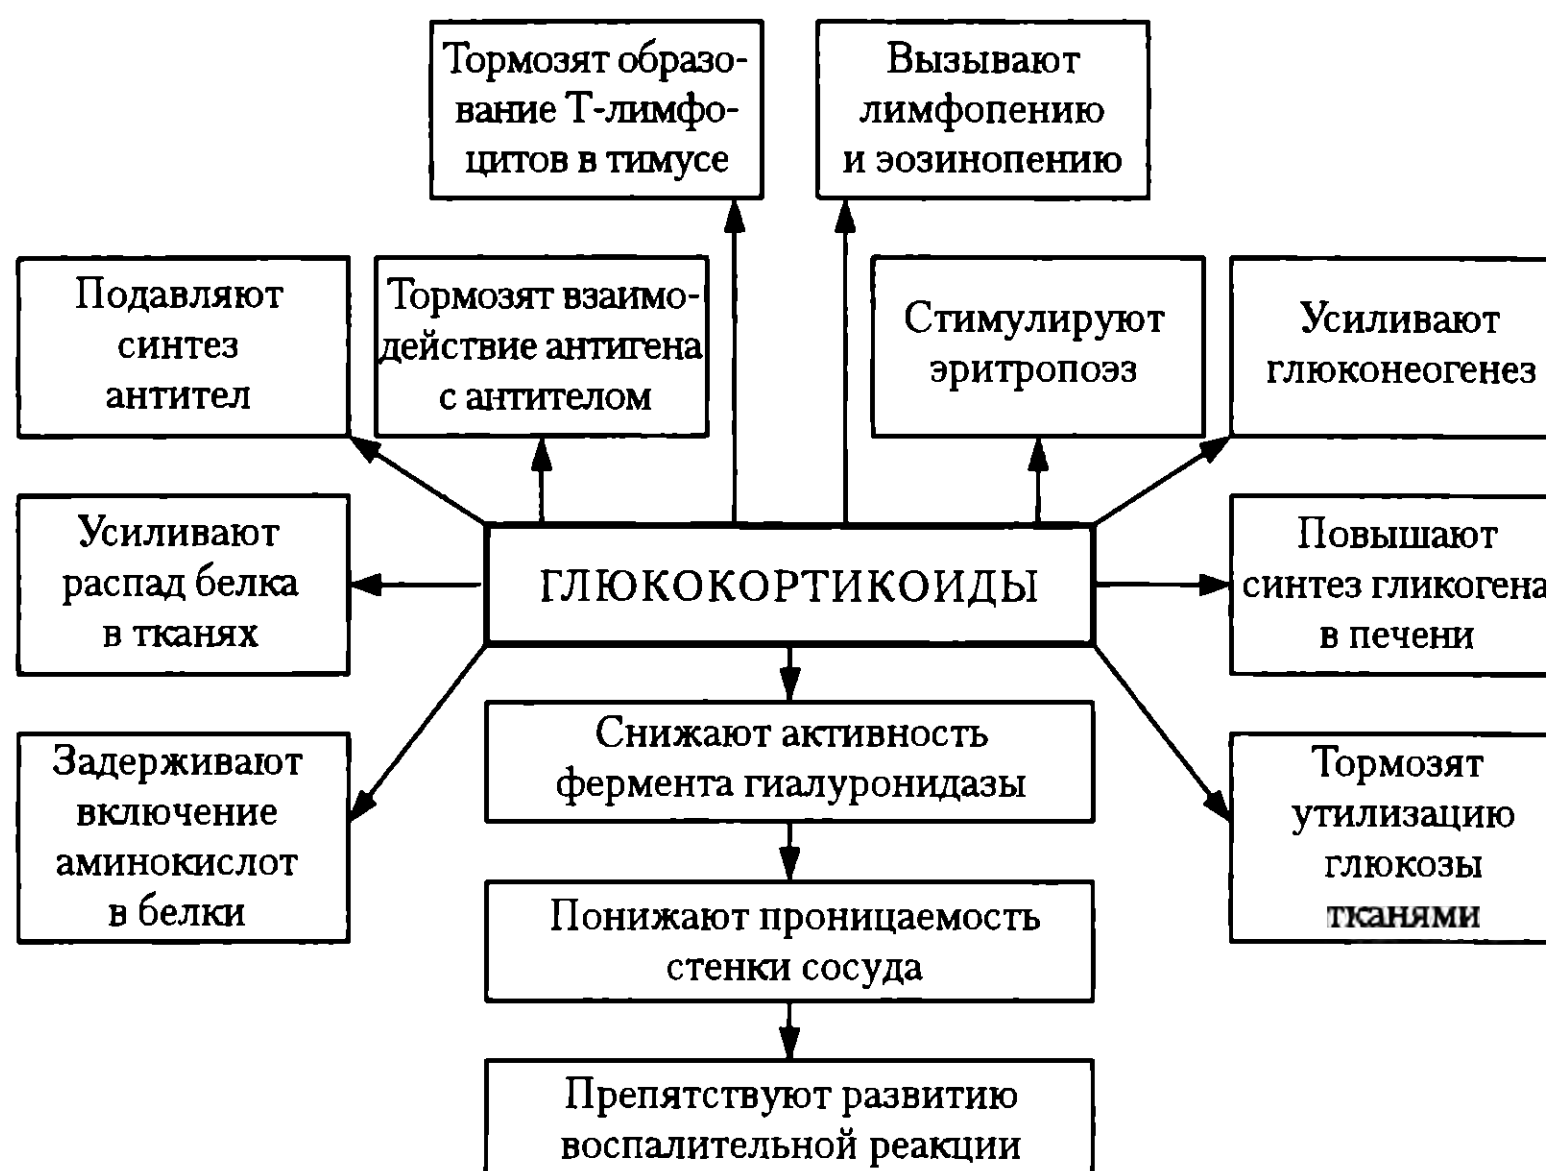 Тормозят образо-
вание Т-лимфо-
цитов в тимусе
Вызывают
лимфопению
и эозинопению
Подавляют
синтез
антител
Тормозят взаимо-
действие антигена
с антителом
Стимулируют
эритропоэз
Усиливают
глюконеогенез
Усиливают
распад белка
в тканях
ГЛЮКОКОРТИКОИДЫ
Повышают
синтез гликогена
в печени
Задерживают
включение
аминокислот
в белки
Снижают активность
фермента гиалуронидазы
Тормозят
утилизацию
глюкозы
тканями
Понижают проницаемость
стенки сосуда
Препятствуют развитию
воспалительной реакции